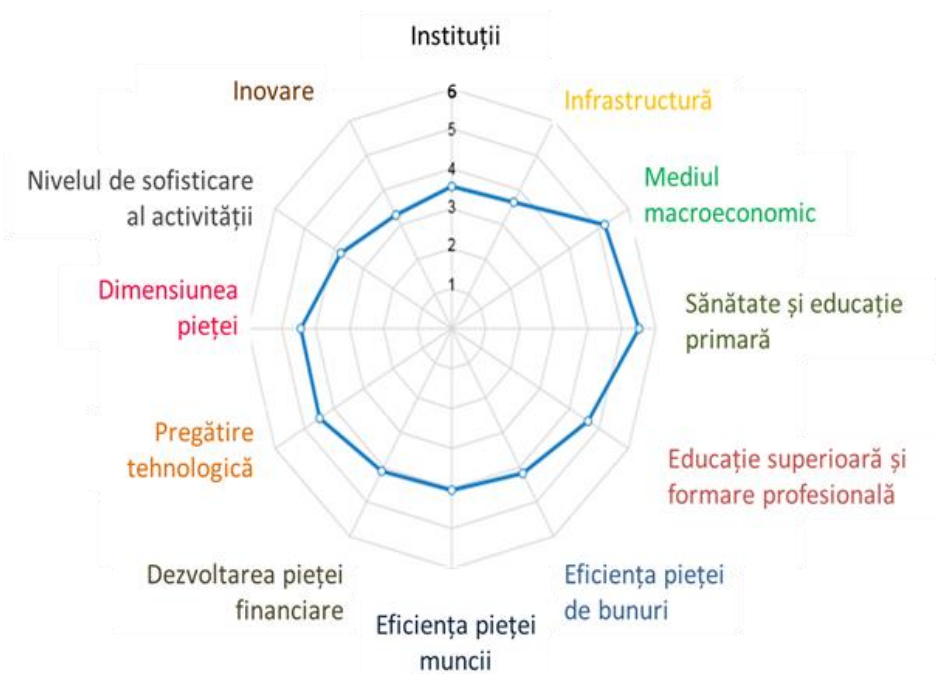 Instituții
Infrastructură
Mediul
macroeconomic
Sănătate și educație
primară
Educație superioară și
formare profesională
Eficiența pieței
de bunuri
Eficiența pieței
muncii
Dezvoltarea pieței
financiare
Pregătire
tehnologică
Dimensiunea
pieței
Nivelul de sofisticare
al activității
Inovare
6
5
4
3
2
1